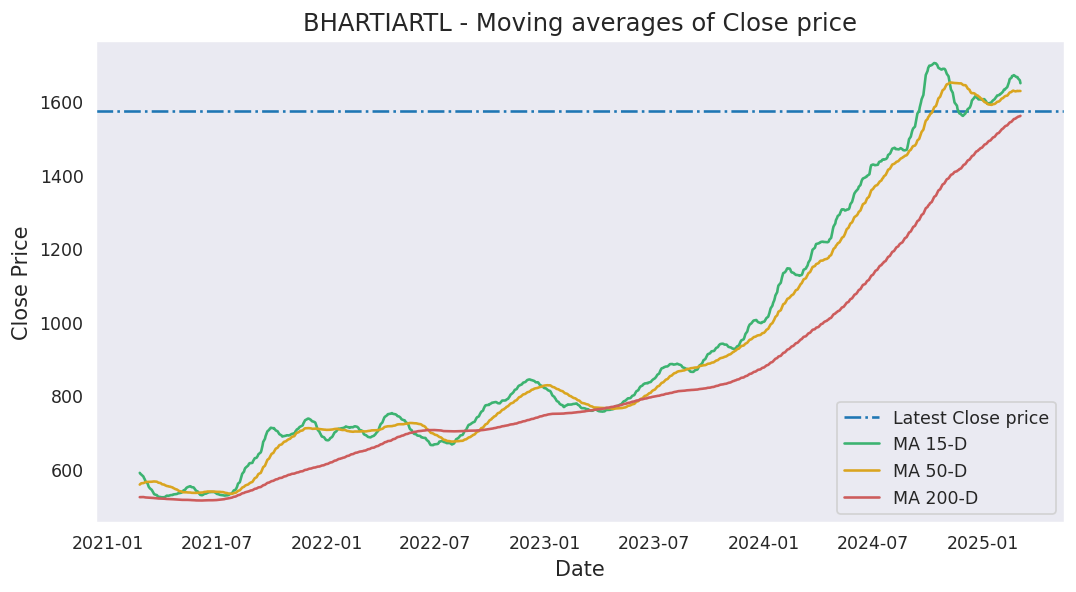 BHARTIARTL - Moving averages of Close price
Close Price
1600
1400
1200
1000
800
600
2021-01 2021-07 2022-01 2022-07 2023-01 2023-07 2024-01 2024-07 2025-01
Date
Latest Close price
MA 15-D
MA 50-D
MA 200-D